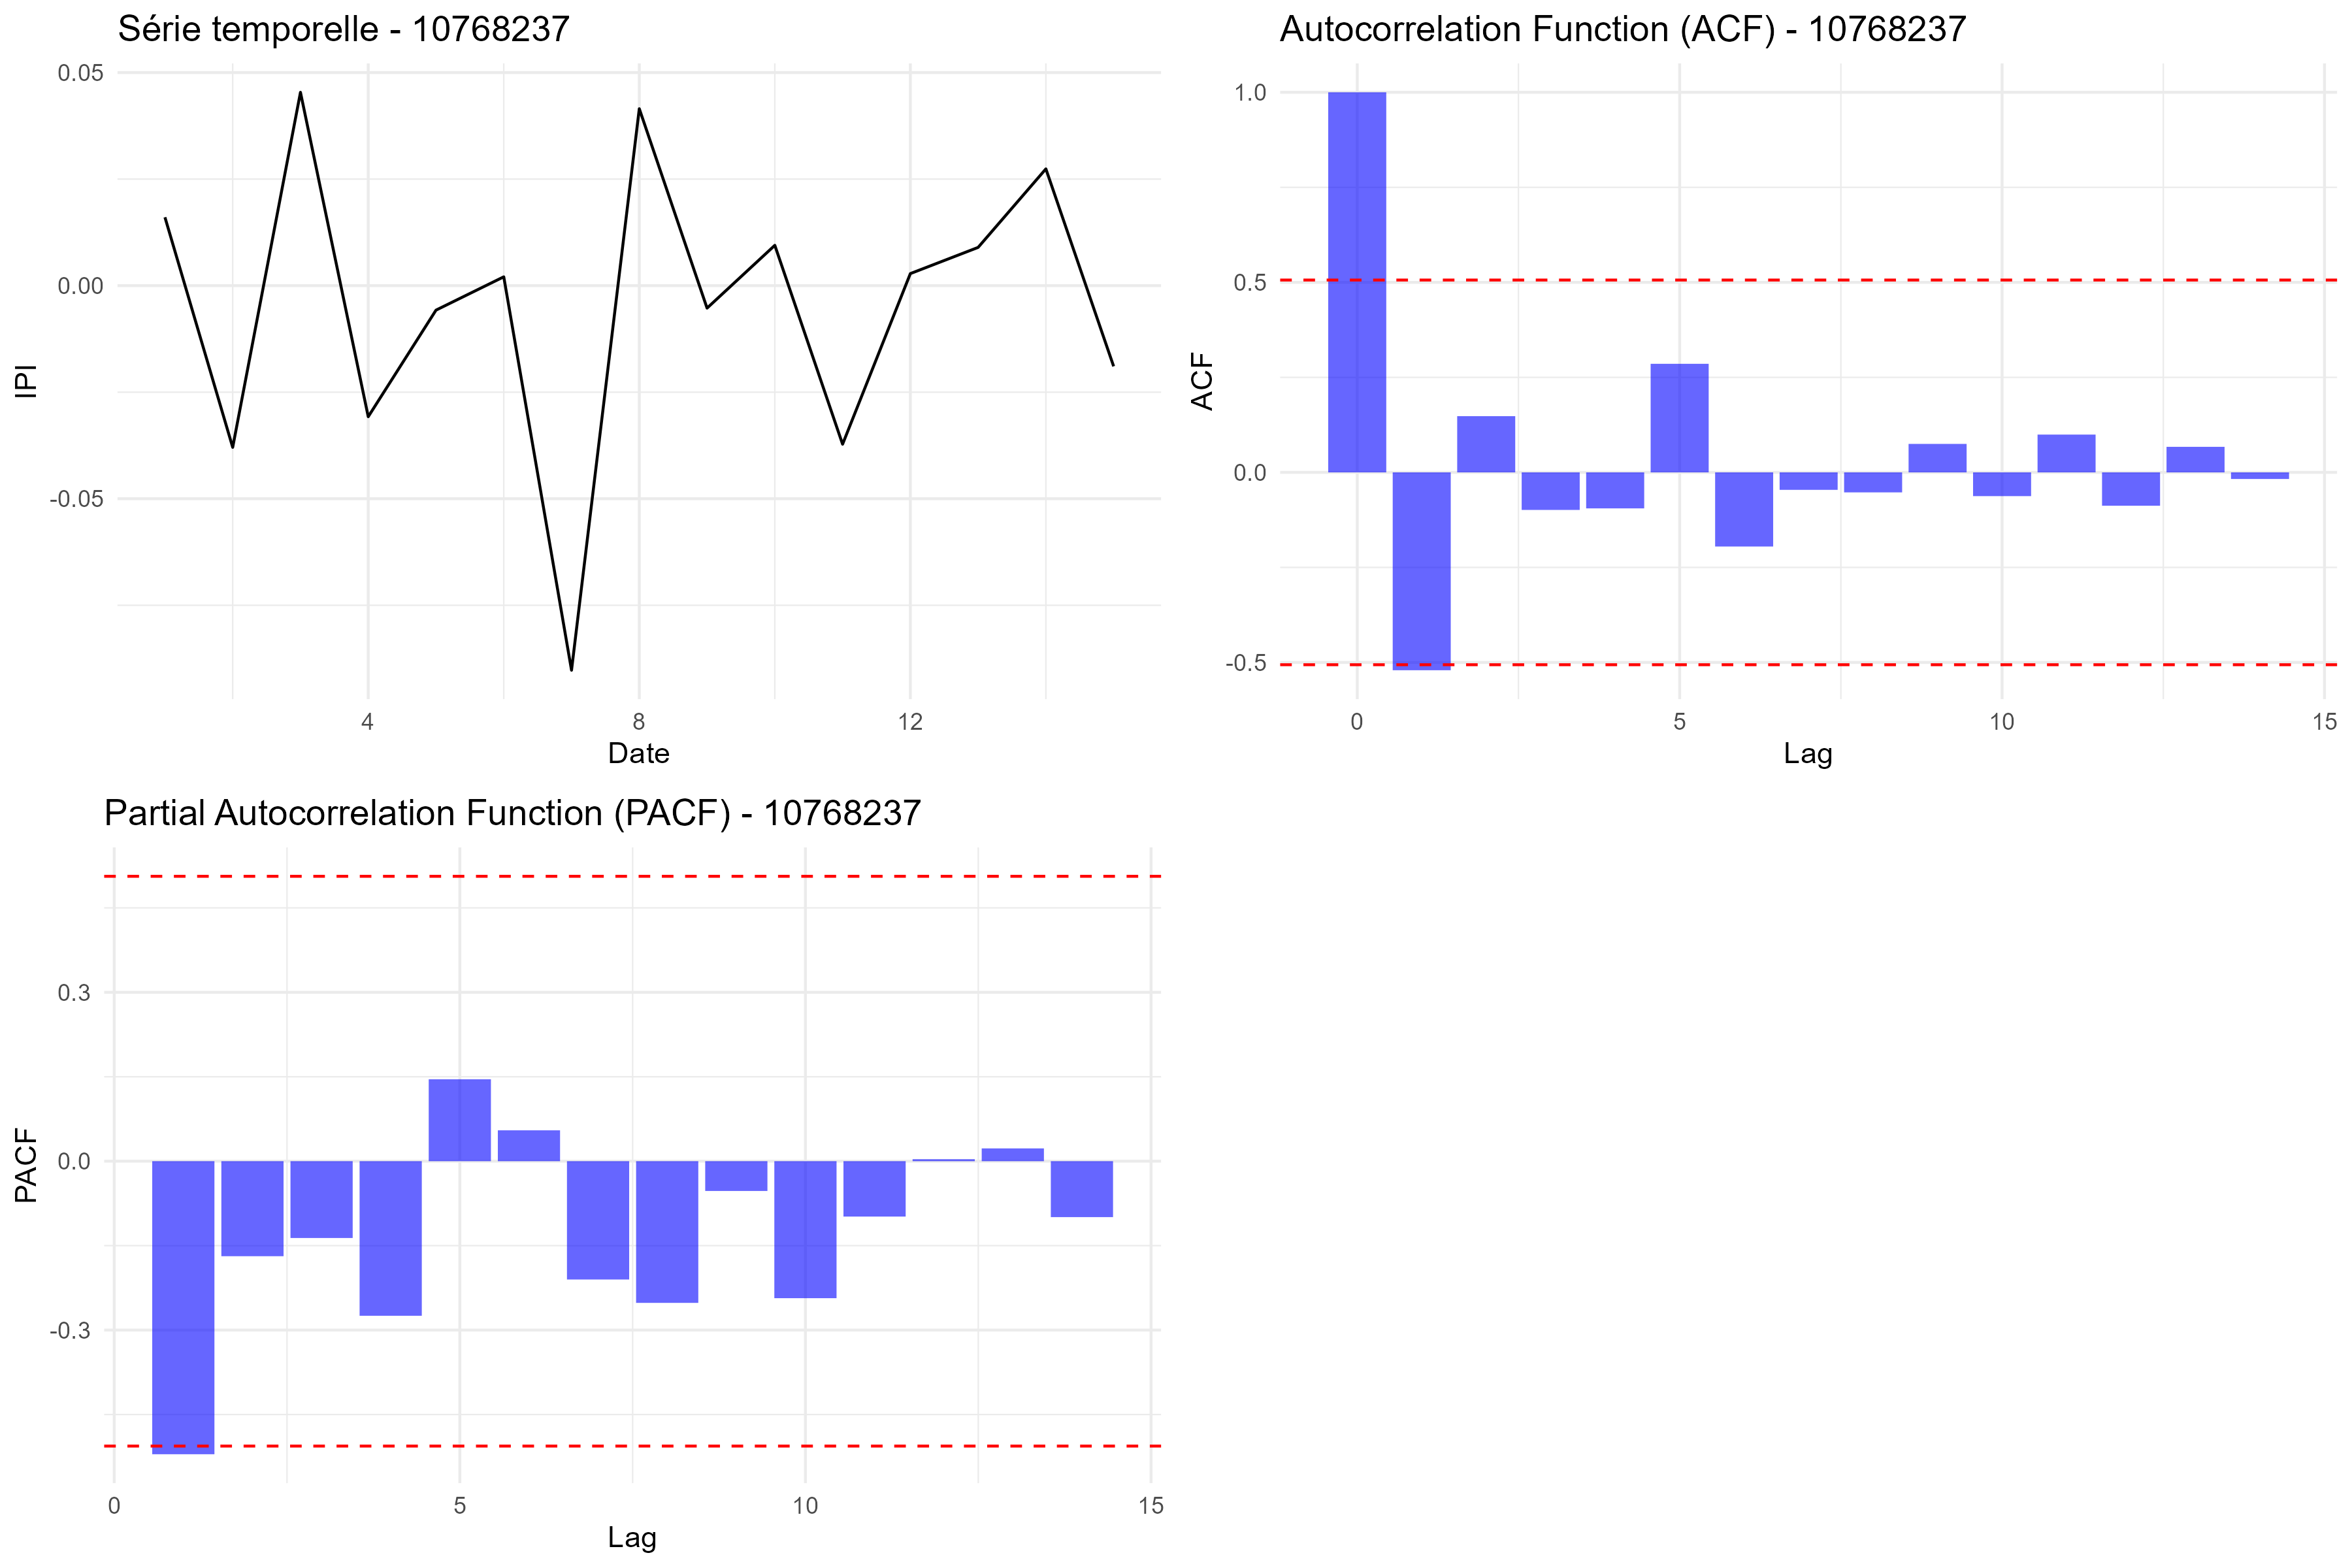 Série temporelle - 10768237
0.05
0.00
-0.05
IPI
4 8 12
Date
Autocorrelation Function (ACF) - 10768237
1.0
0.5
0.0
-0.5
ACF
0 5 10 15
Lag
Partial Autocorrelation Function (PACF) - 10768237
0.3
0.0
-0.3
PACF
0 5 10 15
Lag